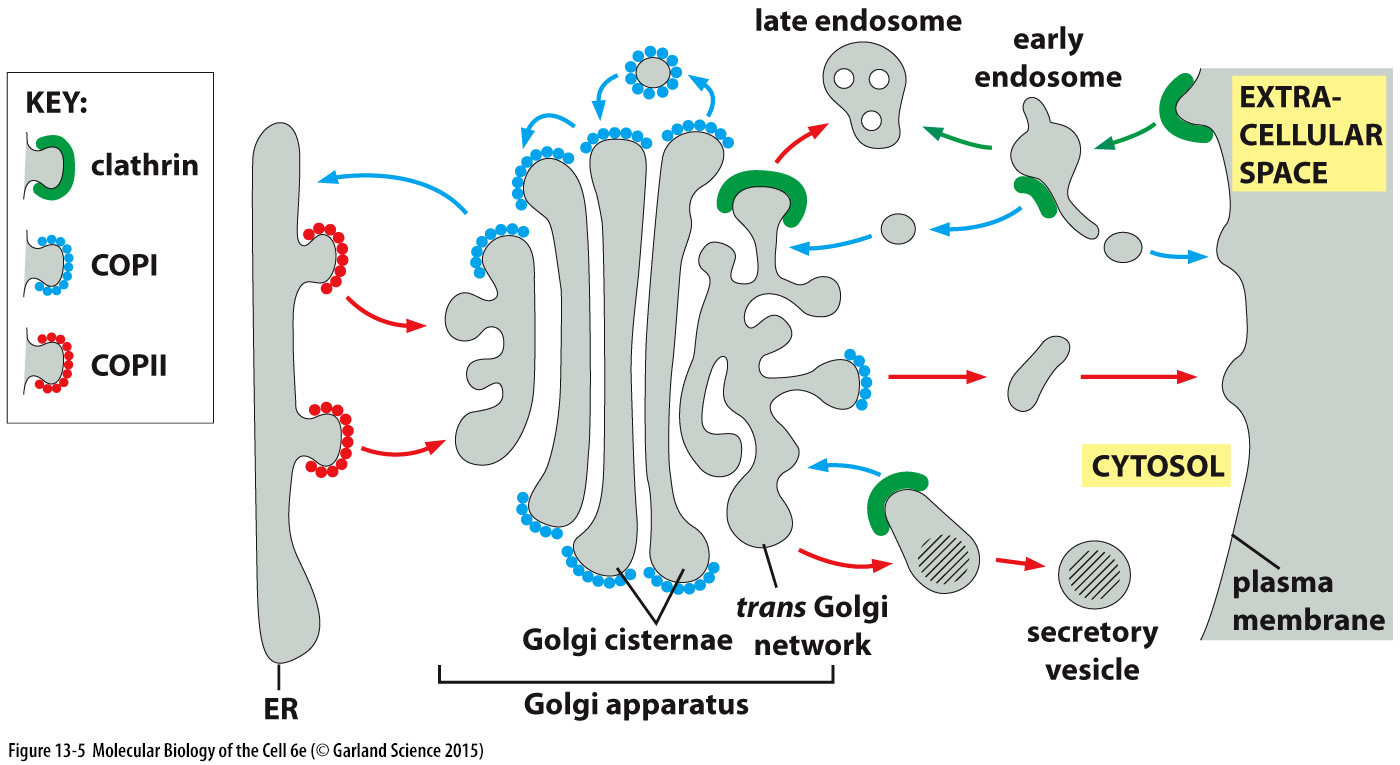 KEY:
clathrin
COPI
COPII
late endosome
early
endosome
EXTRA-
CELLULAR
SPACE
CYTOSOL
plasma
membrane
secretory
vesicle
trans Golgi
network
Golgi cisternae
Golgi apparatus
ER
Figure 13-5 Molecular Biology of the Cell 6e (© Garland Science 2015)